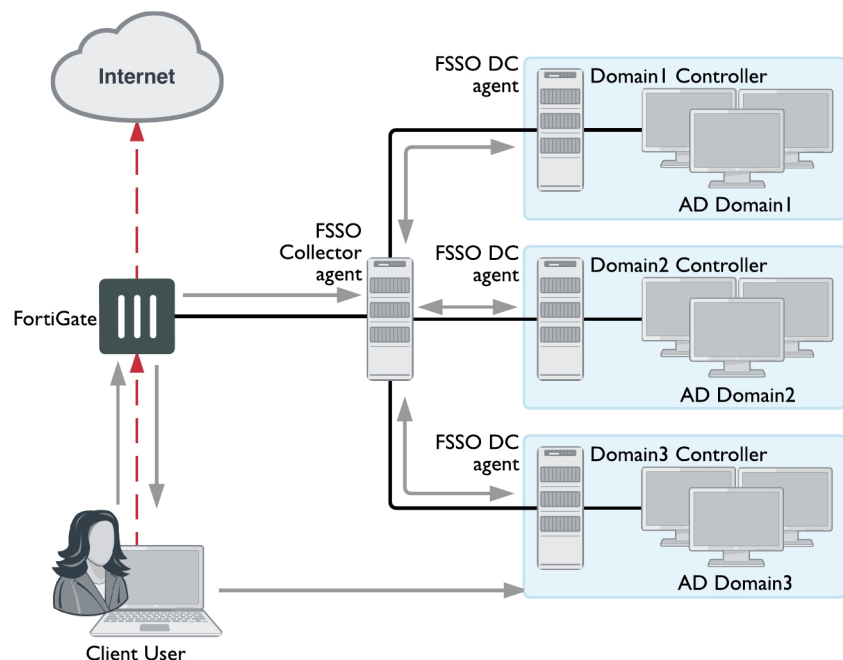 Internet
FSSO DC
agent
Domain1 Controller
AD Domain1
FSSO
Collector
agent
FortiGate
FSSO DC
agent
Domain2 Controller
AD Domain2
FSSO DC
agent
Domain3 Controller
AD Domain3
Client User